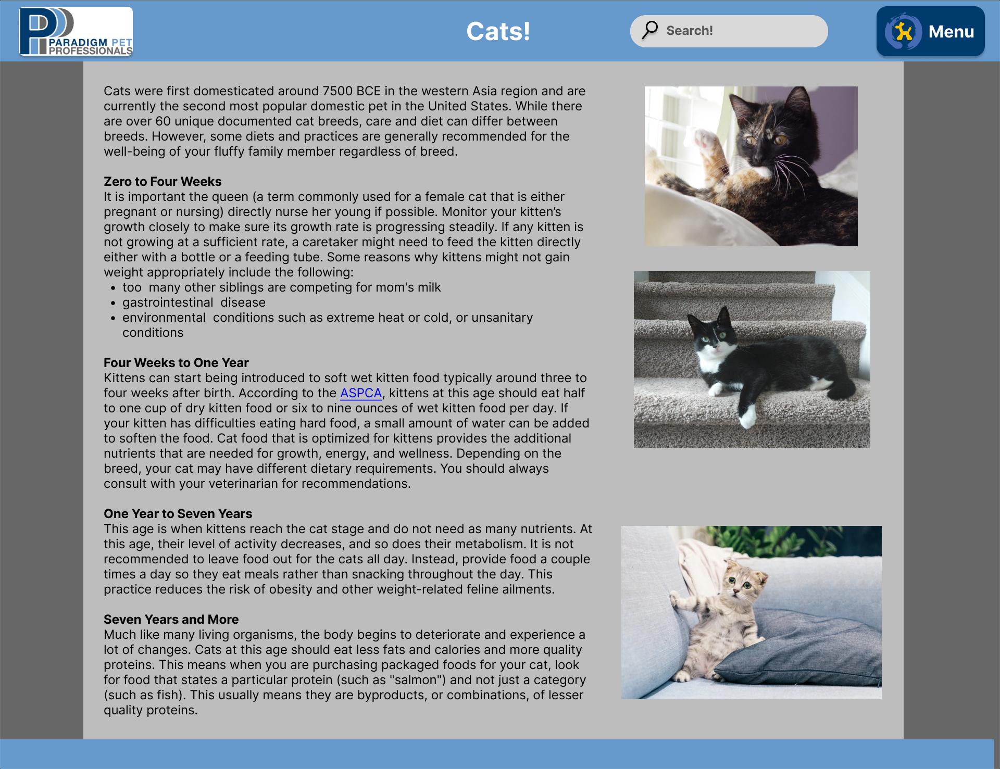 PARADIGM PET
PROFESSIONALS
Cats!
Search!
Menu
Cats were first domesticated around 7500 BCE in the western Asia region and are
currently the second most popular domestic pet in the United States. While there
are over 60 unique documented cat breeds, care and diet can differ between
breeds. However, some diets and practices are generally recommended for the
well-being of your fluffy family member regardless of breed.
Zero to Four Weeks
It is important the queen (a term commonly used for a female cat that is either
pregnant or nursing) directly nurse her young if possible. Monitor your kitten’s
growth closely to make sure its growth rate is progressing steadily. If any kitten is
not growing at a sufficient rate, a caretaker might need to feed the kitten directly
either with a bottle or a feeding tube. Some reasons why kittens might not gain
weight appropriately include the following:
• too  many other siblings are competing for mom's milk
• gastrointestinal  disease
• environmental  conditions such as extreme heat or cold, or unsanitary
conditions
Four Weeks to One Year
Kittens can start being introduced to soft wet kitten food typically around three to
four weeks after birth. According to the ASPCA, kittens at this age should eat half
to one cup of dry kitten food or six to nine ounces of wet kitten food per day. If
your kitten has difficulties eating hard food, a small amount of water can be added
to soften the food. Cat food that is optimized for kittens provides the additional
nutrients that are needed for growth, energy, and wellness. Depending on the
breed, your cat may have different dietary requirements. You should always
consult with your veterinarian for recommendations.
One Year to Seven Years
This age is when kittens reach the cat stage and do not need as many nutrients. At
this age, their level of activity decreases, and so does their metabolism. It is not
recommended to leave food out for the cats all day. Instead, provide food a couple
times a day so they eat meals rather than snacking throughout the day. This
practice reduces the risk of obesity and other weight-related feline ailments.
Seven Years and More
Much like many living organisms, the body begins to deteriorate and experience a
lot of changes. Cats at this age should eat less fats and calories and more quality
proteins. This means when you are purchasing packaged foods for your cat, look
for food that states a particular protein (such as "salmon") and not just a category
(such as fish). This usually means they are byproducts, or combinations, of lesser
quality proteins.